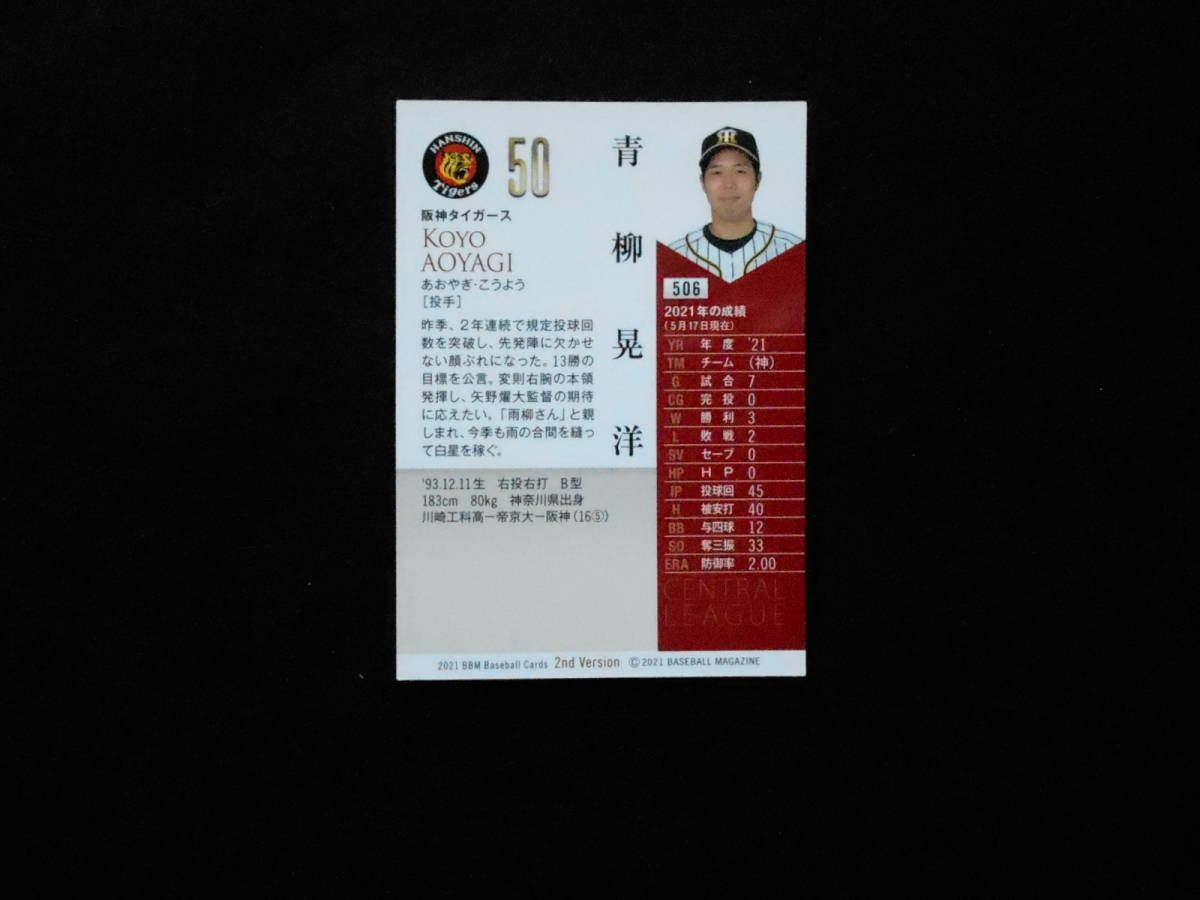 HANSHIN
Tigers
50
阪神タイガース
KOYO
AOYAGI
あおやぎ・こうよう
[投手]
昨季、2年連続で規定投球回
数を突破し、先発陣に欠かせ
ない顔ぶれになった。13勝の
目標を公言。変則右腕の本領
発揮し、矢野燿大監督の期待
に応えたい。「雨柳さん」と親
しまれ、今季も雨の合間を縫っ
て白星を稼ぐ。
'93.12.11生 右投右打 B型
183cm 80kg 神奈川県出身
川崎工科高ー帝京大ー阪神(16⑤)
青柳晃洋
506
2021年の成績
(5月17日現在)
YR 年度 '21
TM チーム (神)
G 試合 7
CG 完投 0
W 勝利 3
L 敗戦 2
SV セーブ 0
HP HP 0
IP 投球回 45
H 被安打 40
BB 与四球 12
SO 奪三振 33
ERA 防御率 2.00
CENTRAL
LEAGUE
2021 BBM Baseball Cards 2nd Version ©2021 BASEBALL MAGAZINE